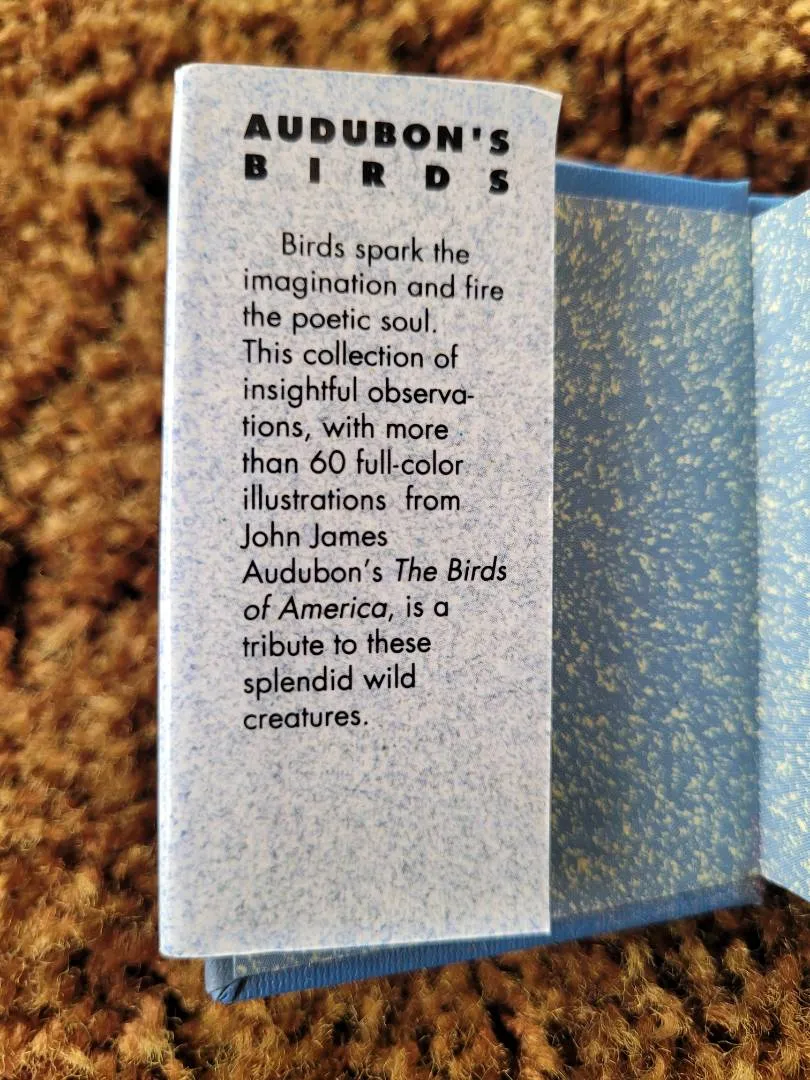 AUDUBON'S
BIRDS
Birds spark the
imagination and fire
the poetic soul.
This collection of
insightful observa-
tions, with more
than 60 full-color
illustrations from
John James
Audubon's The Birds
of America, is a
tribute to these
splendid wild
creatures.